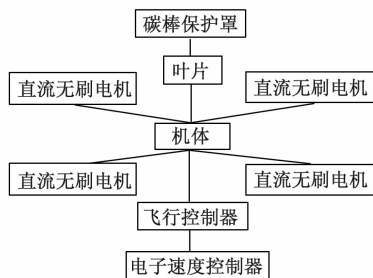 碳棒保护罩
叶片
直流无刷电机
直流无刷电机
机体
直流无刷电机
直流无刷电机
飞行控制器
电子速度控制器